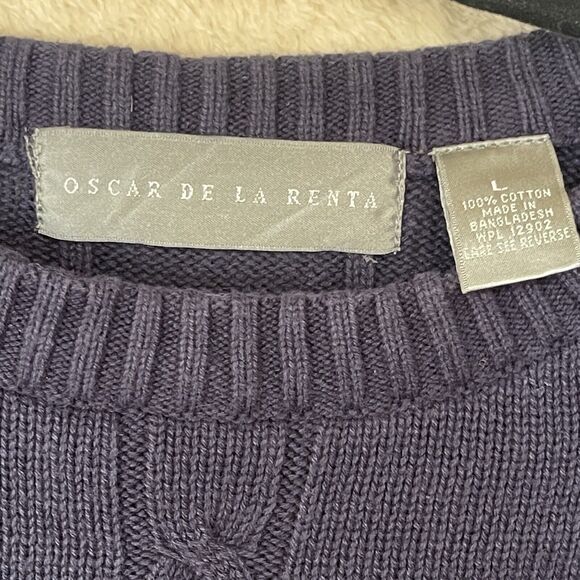 OSCAR DE LA RENTA
L
100% COTTON
MADE IN
BANGLADESH
WPL 12902
CARE SEE REVERSE